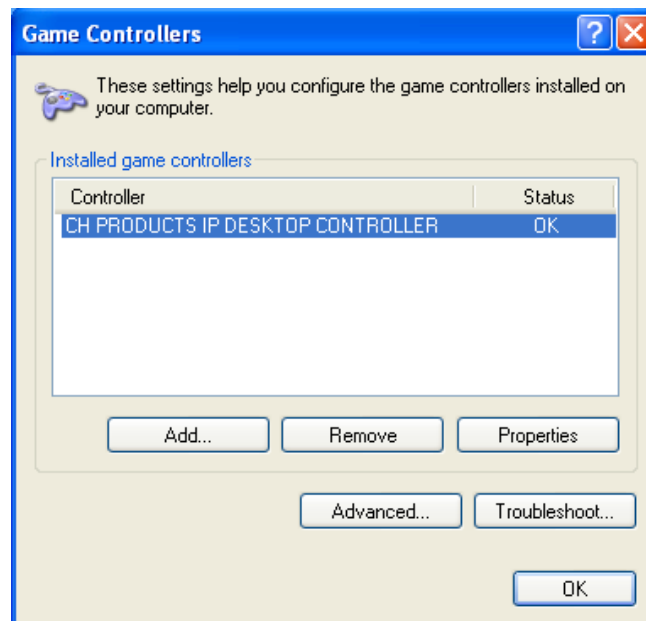 Game Controllers
These settings help you configure the game controllers installed on
your computer.
Installed game controllers
Controller Status
CH PRODUCTS IP DESKTOP CONTROLLER OK
Add... Remove Properties
Advanced... Troubleshoot...
OK